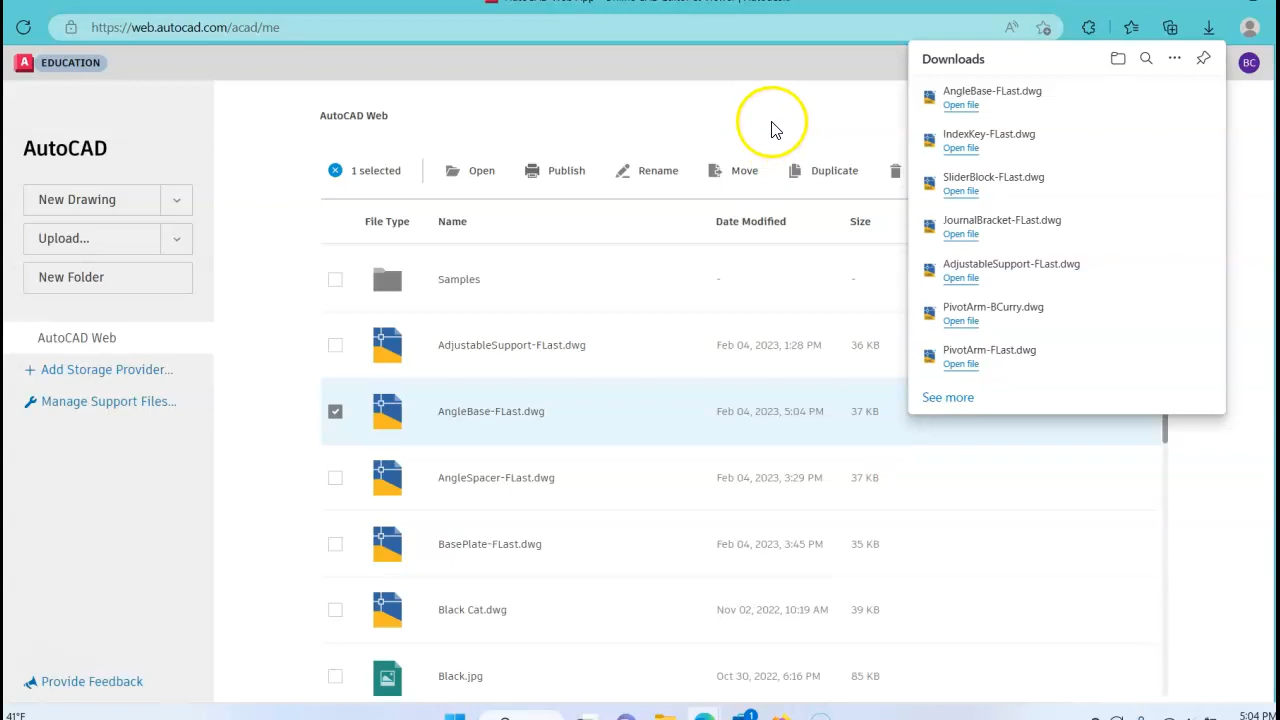 https://web.autocad.com/acad/me
A EDUCATION
BC
Downloads
AngleBase-FLast.dwg
Open file
IndexKey-FLast.dwg
Open file
SliderBlock-FLast.dwg
Open file
JournalBracket-FLast.dwg
Open file
AdjustableSupport-FLast.dwg
Open file
PivotArm-BCurry.dwg
Open file
PivotArm-FLast.dwg
Open file
See more
AutoCAD
New Drawing
Upload...
New Folder
AutoCAD Web
Add Storage Provider...
Manage Support Files...
Provide Feedback
AutoCAD Web
1 selected Open Publish Rename Move Duplicate
File Type Name Date Modified Size
Samples - -
AdjustableSupport-FLast.dwg Feb 04, 2023, 1:28 PM 36 KB
AngleBase-FLast.dwg Feb 04, 2023, 5:04 PM 37 KB
AngleSpacer-FLast.dwg Feb 04, 2023, 3:29 PM 37 KB
BasePlate-FLast.dwg Feb 04, 2023, 3:45 PM 35 KB
Black Cat.dwg Nov 02, 2022, 10:19 AM 39 KB
Black.jpg Oct 30, 2022, 6:16 PM 85 KB
41°F
1
5:04 PM